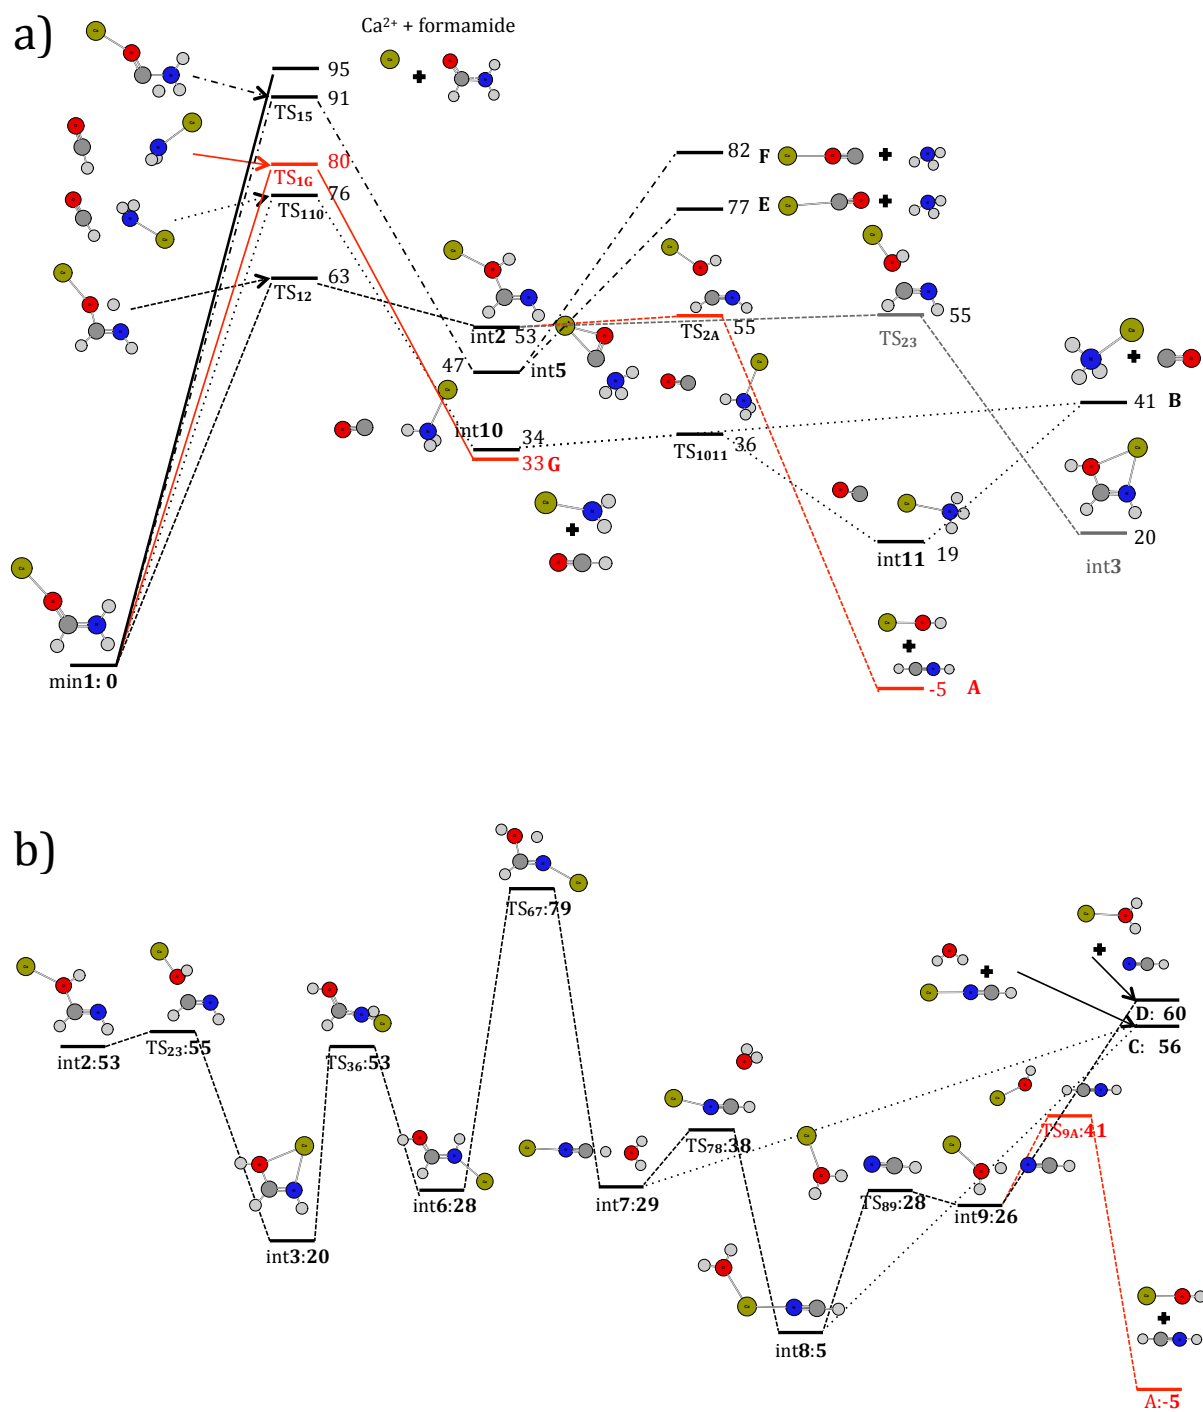 a)
Ca²⁺ + formamide
95
91
TS₁₅
80
TS₁G
76
TS₁₁₀
63
TS₁₂
82 F
77 E
int2 53
47
int5
TS₂A 55
TS₂₃ 55
int10
34
33 G
TS₁₀₁₁ 36
41 B
int11 19
20
int3
min1: 0
-5 A
b)
TS₆₇:79
int2:53
TS₂₃:55
TS₃₆:53
D: 60
C: 56
TS₇₈:38
TS₉A:41
int6:28
int7:29
TS₈₉:28
int9:26
int3:20
int8:5
A:-5